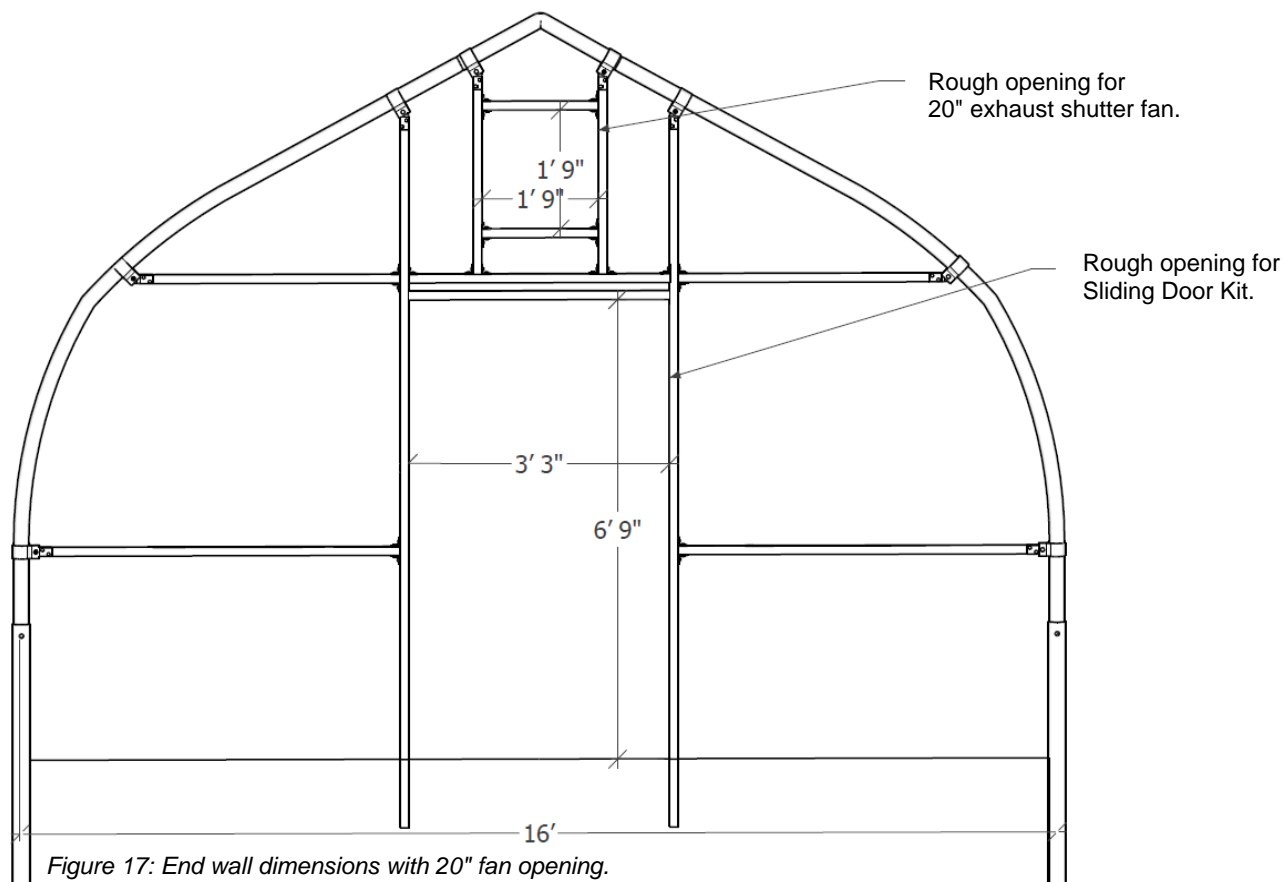 Rough opening for
20" exhaust shutter fan.
1' 9"
1' 9"
Rough opening for
Sliding Door Kit.
3' 3"
6' 9"
16'
Figure 17: End wall dimensions with 20" fan opening.